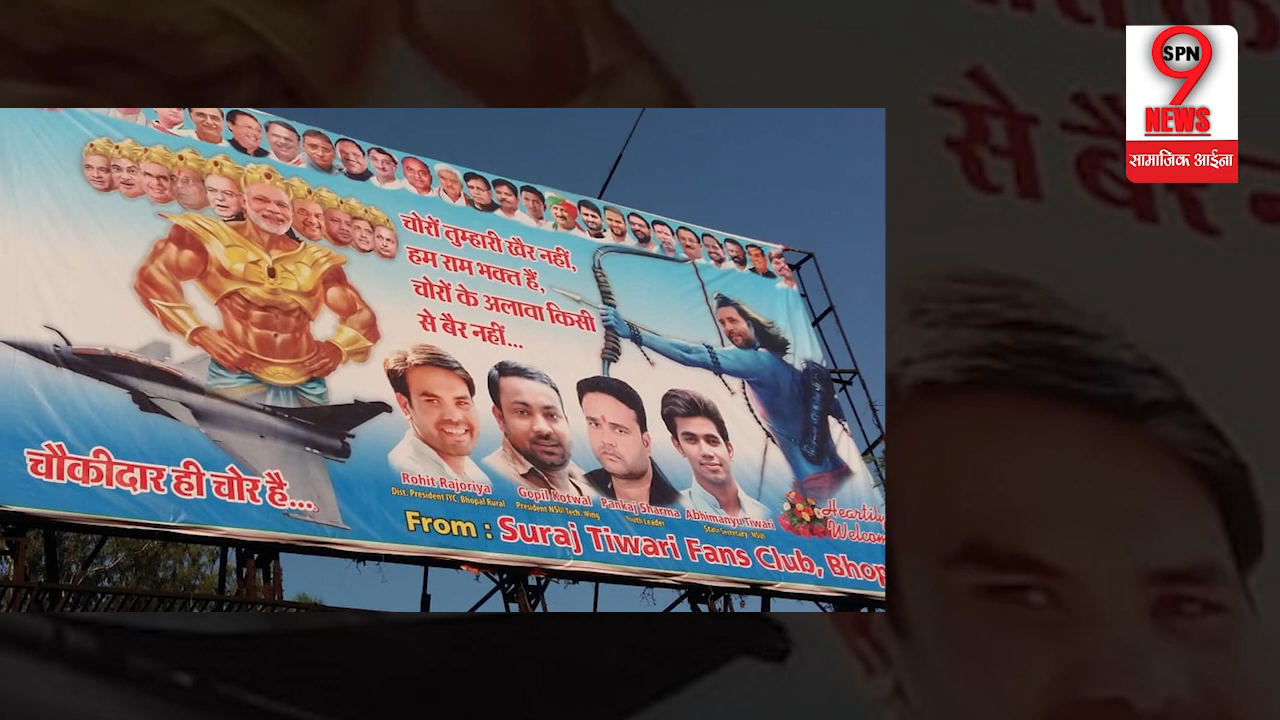 SPN
9
NEWS
सामाजिक आईना
से बैर न
चोरों तुम्हारी खैर नहीं,
हम राम भक्त हैं,
चोरों के अलावा किसी
से बैर नहीं...
चौकीदार ही चोर है...
Rohit Rajoriya
Dist. President IYC. Bhopal Rural
Gopil Kotwal
President NSUI Tech. Wing
Pankaj Sharma
Youth Leader
Abhimanyu Tiwari
State Secretary, NSUI
Heartily
Welcom
From : Suraj Tiwari Fans Club, Bhop